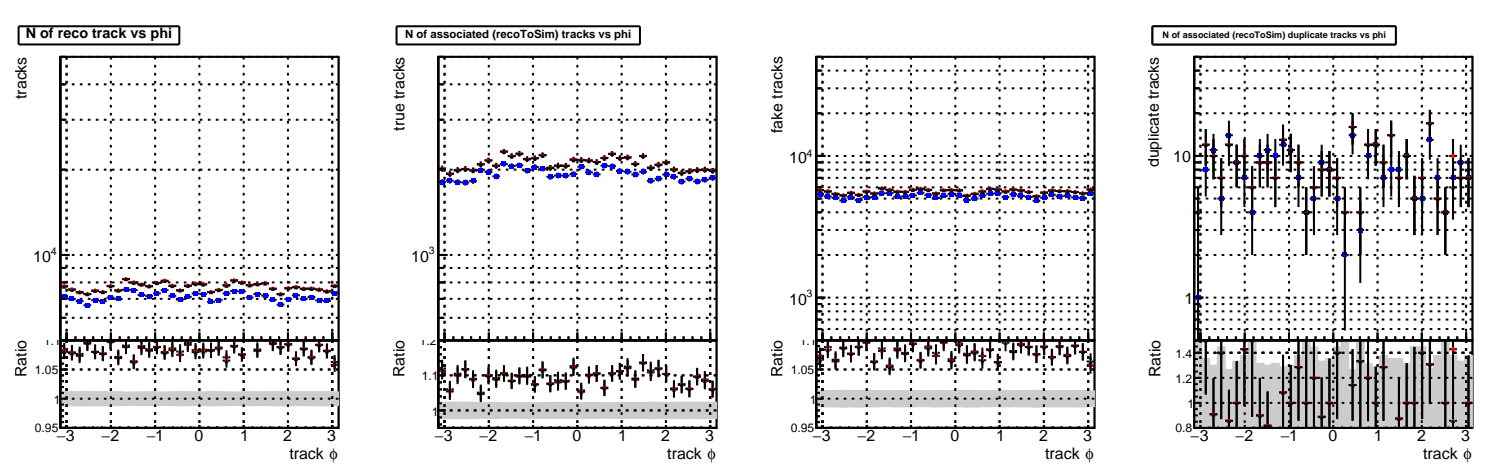 N of reco track vs phi
tracks
10⁴
Ratio
1.05
1
0.95
−3 −2 −1 0 1 2 3
track ϕ
N of associated (recoToSim) tracks vs phi
true tracks
10³
Ratio
1.2
1.1
1
−3 −2 −1 0 1 2 3
track ϕ
fake tracks
10⁴
10³
Ratio
1.05
1
0.95
−3 −2 −1 0 1 2 3
track ϕ
N of associated (recoToSim) duplicate tracks vs phi
duplicate tracks
10
1
Ratio
1.4
1.2
1
0.8
−3 −2 −1 0 1 2 3
track ϕ